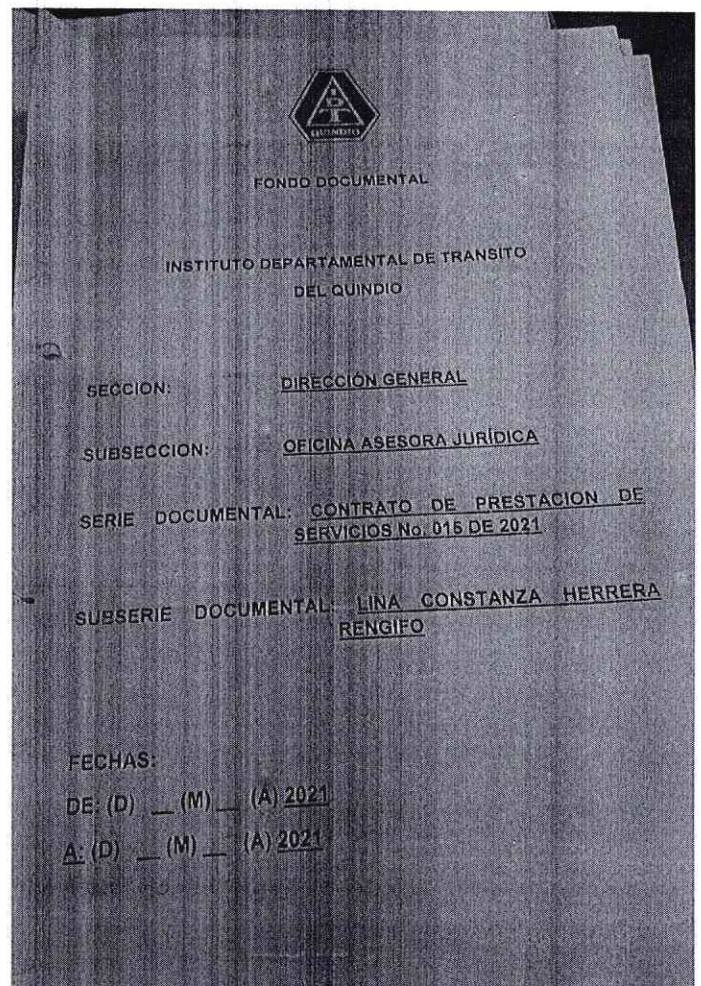 IDT
QUINDIO
FONDO DOCUMENTAL
INSTITUTO DEPARTAMENTAL DE TRANSITO
DEL QUINDIO
SECCION: DIRECCIÓN GENERAL
SUBSECCION: OFICINA ASESORA JURÍDICA
SERIE DOCUMENTAL: CONTRATO DE PRESTACION DE
SERVICIOS No. 015 DE 2021
SUBSERIE DOCUMENTAL: LINA CONSTANZA HERRERA
RENGIFO
FECHAS:
DE: (D) __ (M) __ (A) 2021
A: (D) __ (M) __ (A) 2021